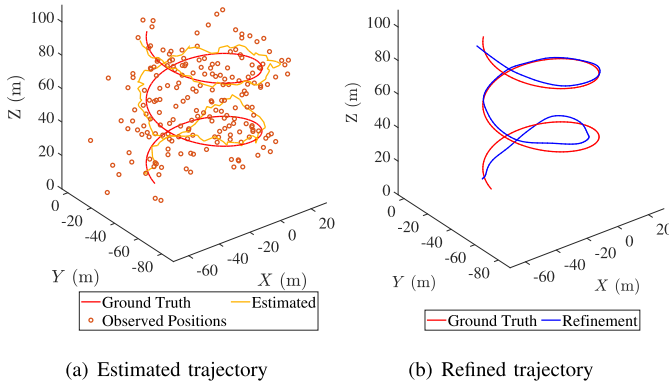 100
80
60
40
20
0
Z (m)
0
-20
-40
-60
-80
Y (m)
-60
-40
-20
0
20
X (m)
Ground Truth
Estimated
Observed Positions
(a) Estimated trajectory
100
80
60
40
20
0
Z (m)
0
-20
-40
-60
-80
Y (m)
-60
-40
-20
0
20
X (m)
Ground Truth
Refinement
(b) Refined trajectory